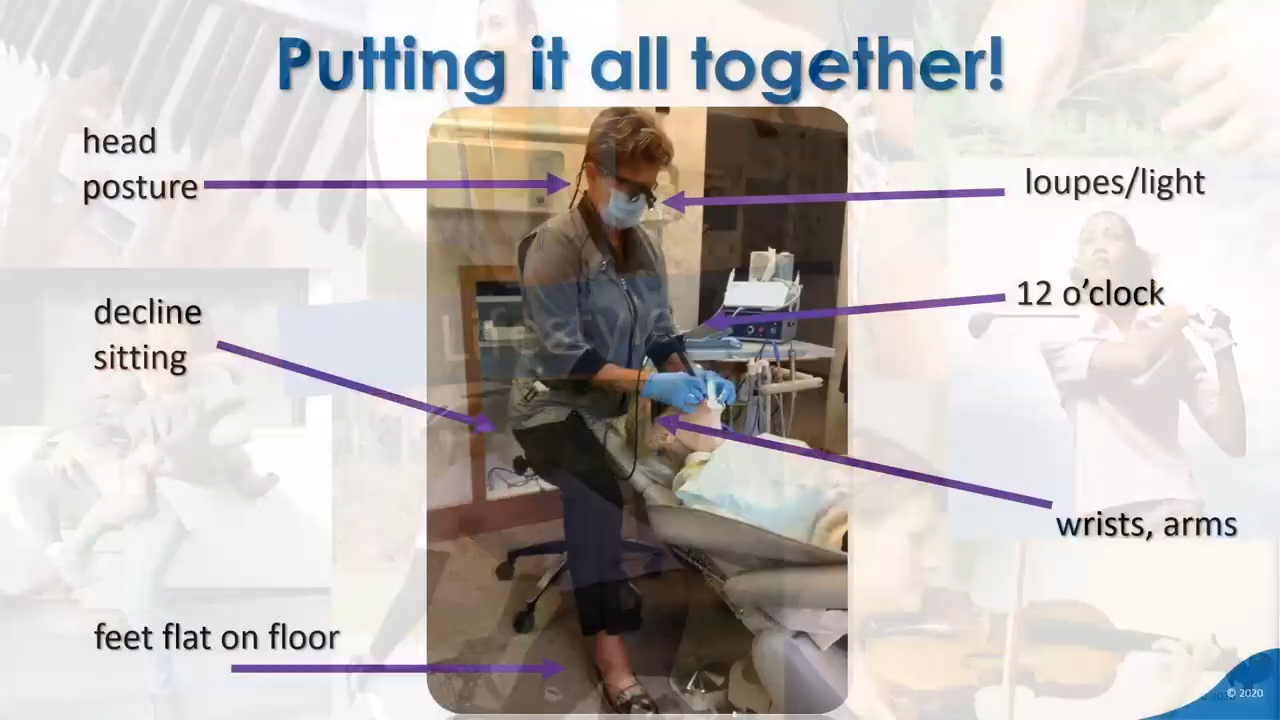 Putting it all together!
head
posture
loupes/light
12 o’clock
decline
sitting
Lifestyle
wrists, arms
feet flat on floor
© 2020